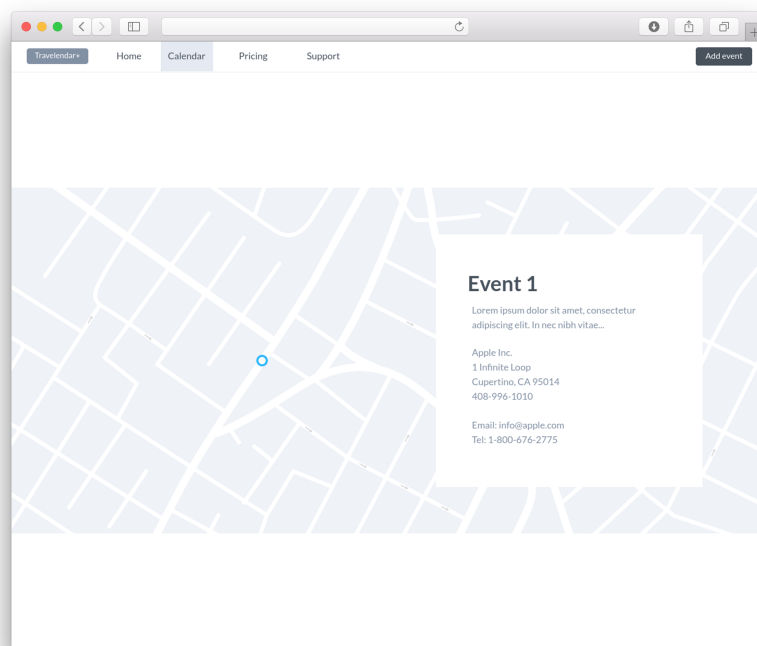 Travelendar+
Home
Calendar
Pricing
Support
Add event
Event 1
Lorem ipsum dolor sit amet, consectetur
adipiscing elit. In nec nibh vitae...
Apple Inc.
1 Infinite Loop
Cupertino, CA 95014
408-996-1010
Email: info@apple.com
Tel: 1-800-676-2775